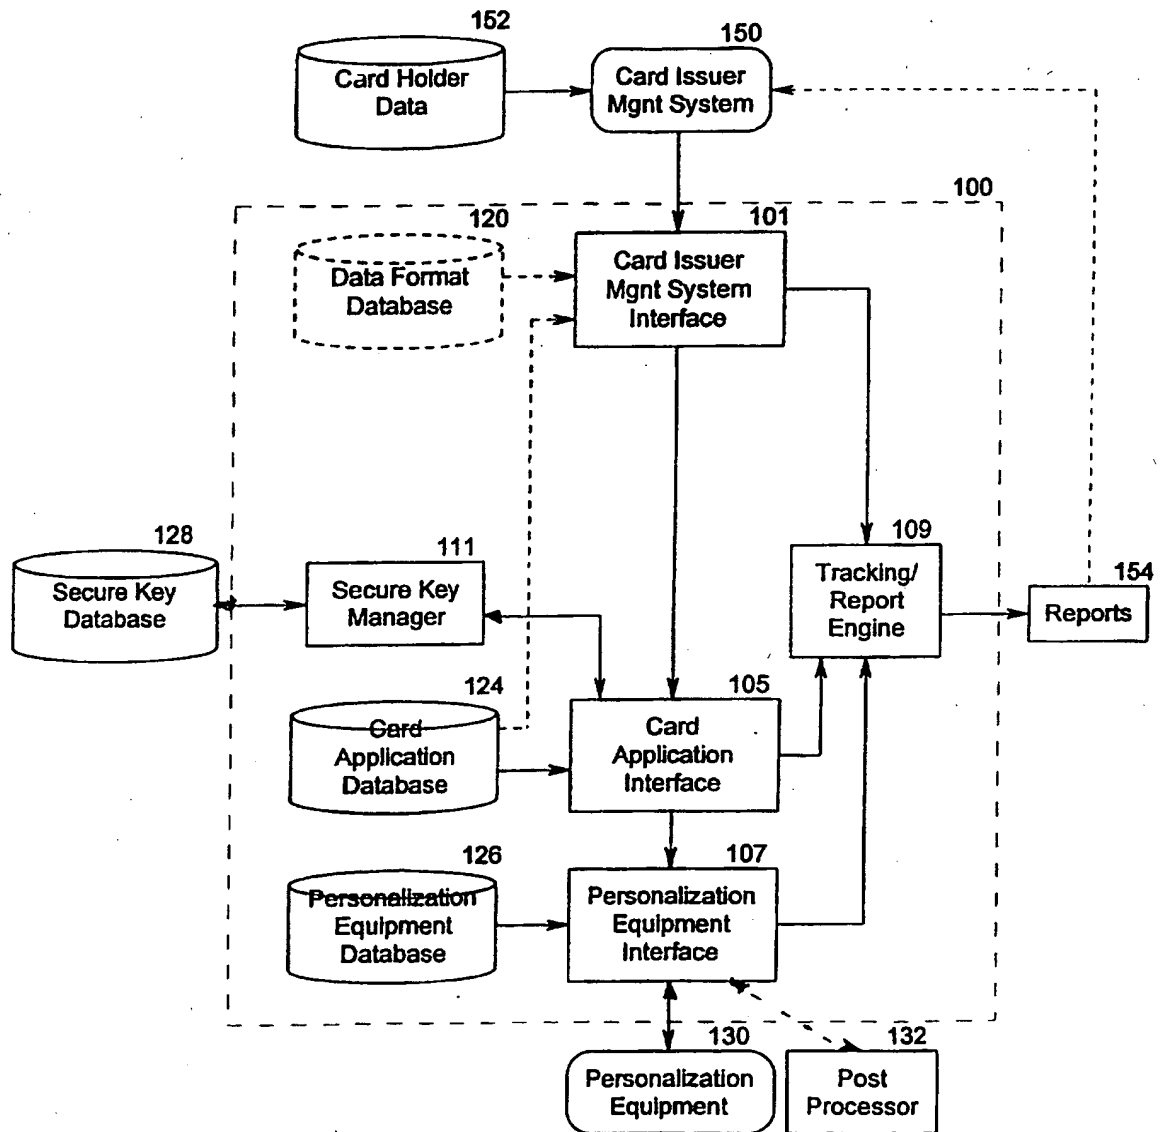 152
Card Holder
Data
150
Card Issuer
Mgnt System
100
120
Data Format
Database
101
Card Issuer
Mgnt System
Interface
128
Secure Key
Database
111
Secure Key
Manager
109
Tracking/
Report
Engine
154
Reports
124
Card
Application
Database
105
Card
Application
Interface
126
Personalization
Equipment
Database
107
Personalization
Equipment
Interface
130
Personalization
Equipment
132
Post
Processor